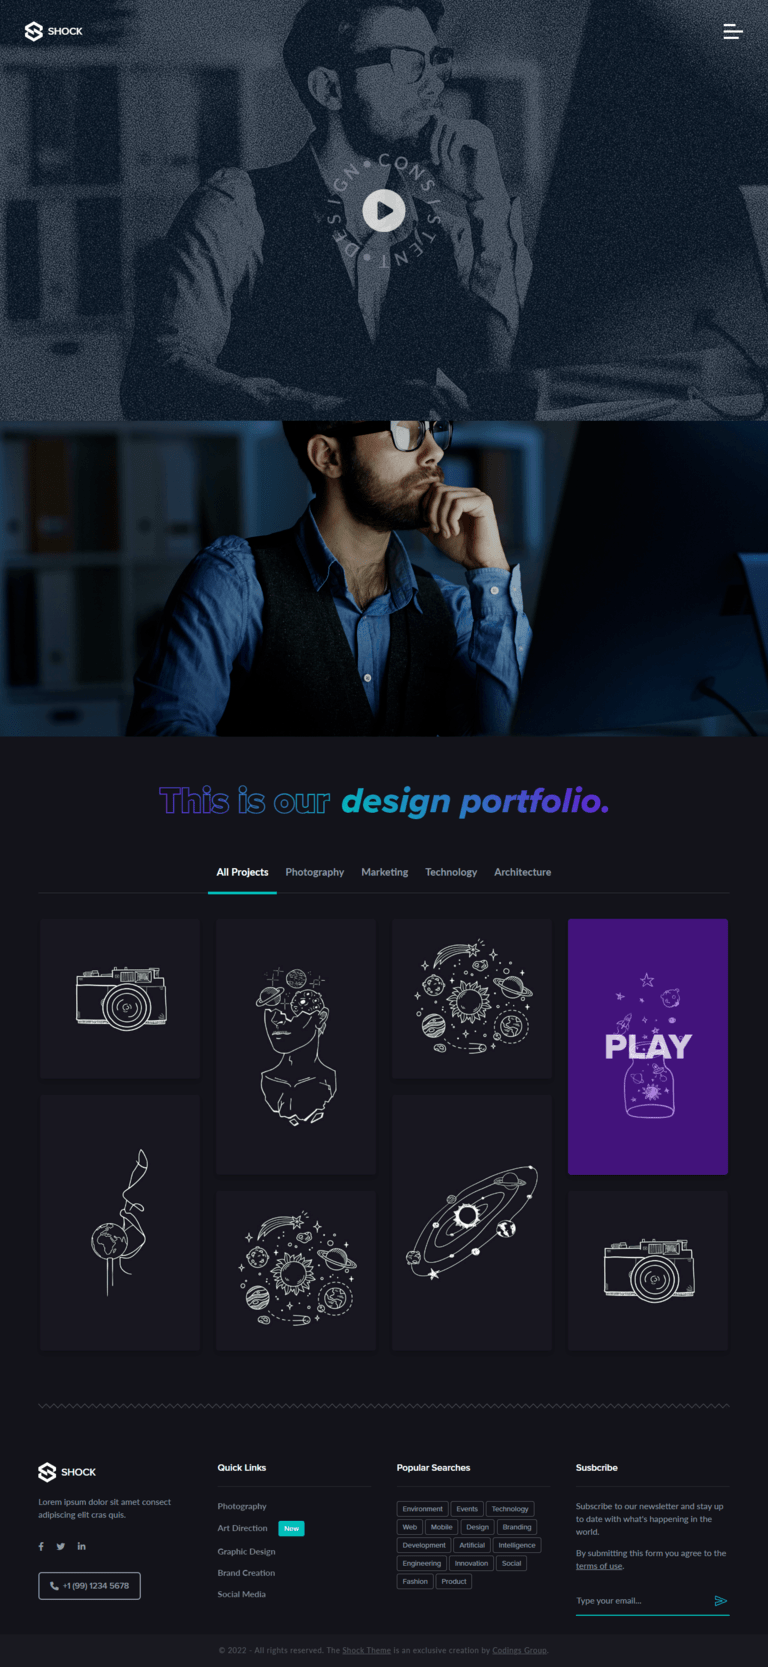 SHOCK
DESIGN • CONSISTENT •
This is our design portfolio.
All Projects Photography Marketing Technology Architecture
PLAY
SHOCK
Lorem ipsum dolor sit amet consect
adipiscing elit cras quis.
+1 (99) 1234 5678
Quick Links
Photography
Art Direction New
Graphic Design
Brand Creation
Social Media
Popular Searches
Environment Events Technology
Web Mobile Design Branding
Development Artificial Intelligence
Engineering Innovation Social
Fashion Product
Susbcribe
Subscribe to our newsletter and stay up
to date with what's happening in the
world.
By submitting this form you agree to the
terms of use.
Type your email...
© 2022 - All rights reserved. The Shock Theme is an exclusive creation by Codings Group.